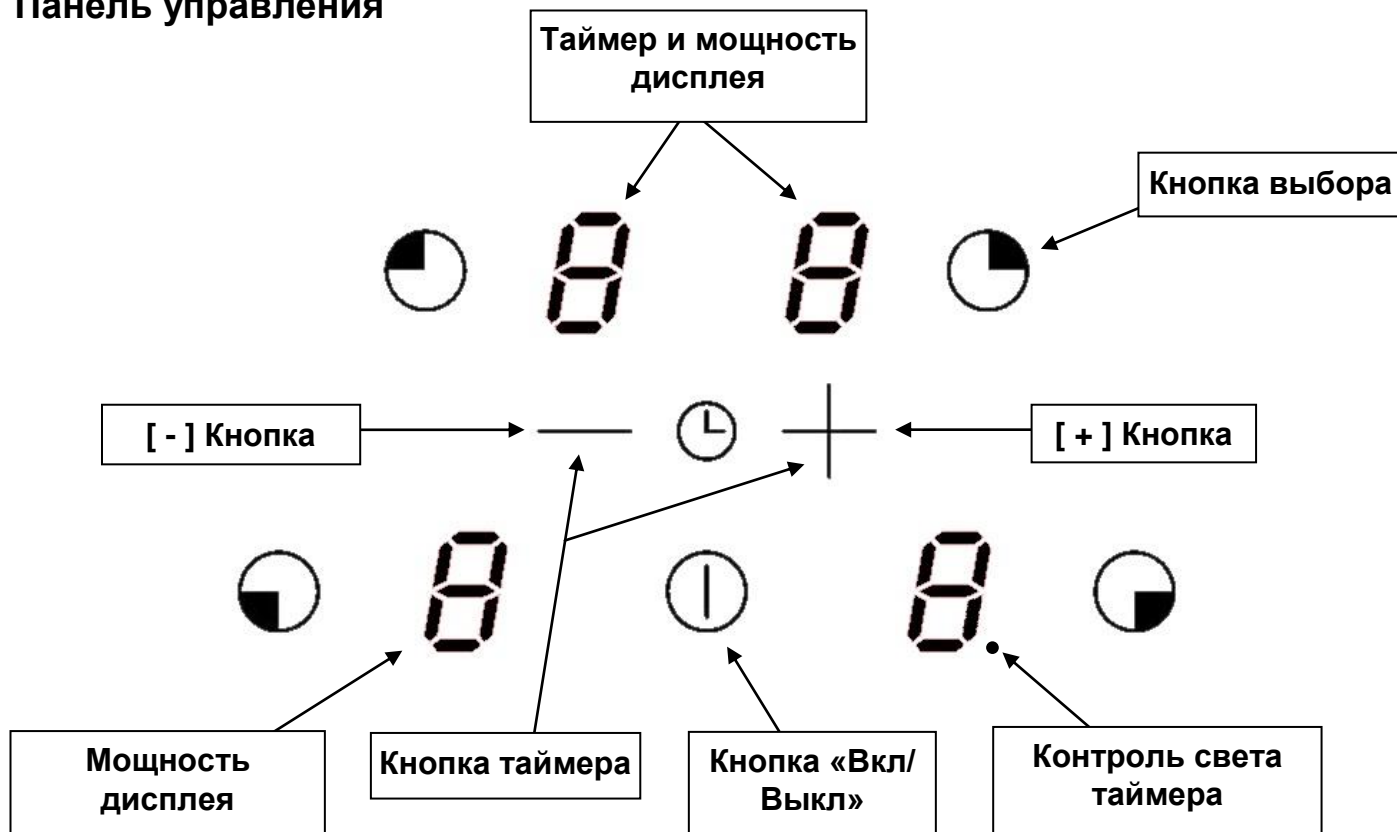 Панель управления
Таймер и мощность
дисплея
Кнопка выбора
[ - ] Кнопка
[ + ] Кнопка
Мощность
дисплея
Кнопка таймера
Кнопка «Вкл/
Выкл»
Контроль света
таймера